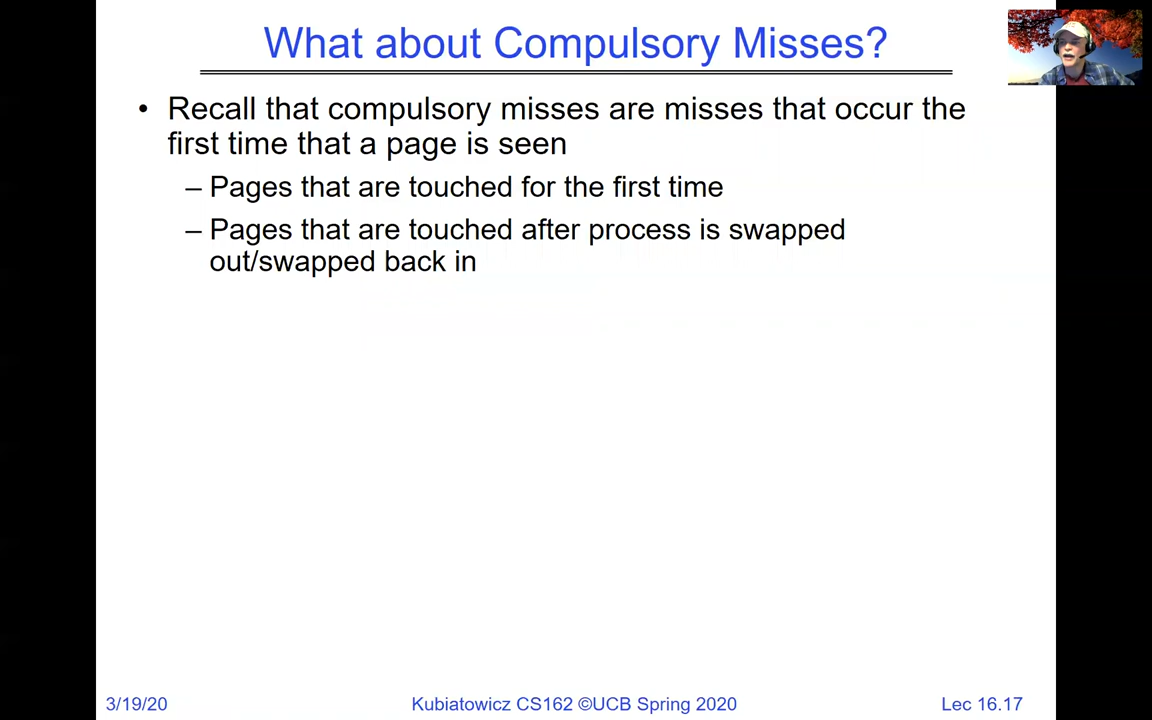 What about Compulsory Misses?
• Recall that compulsory misses are misses that occur the
first time that a page is seen
– Pages that are touched for the first time
– Pages that are touched after process is swapped
out/swapped back in
3/19/20
Kubiatowicz CS162 ©UCB Spring 2020
Lec 16.17